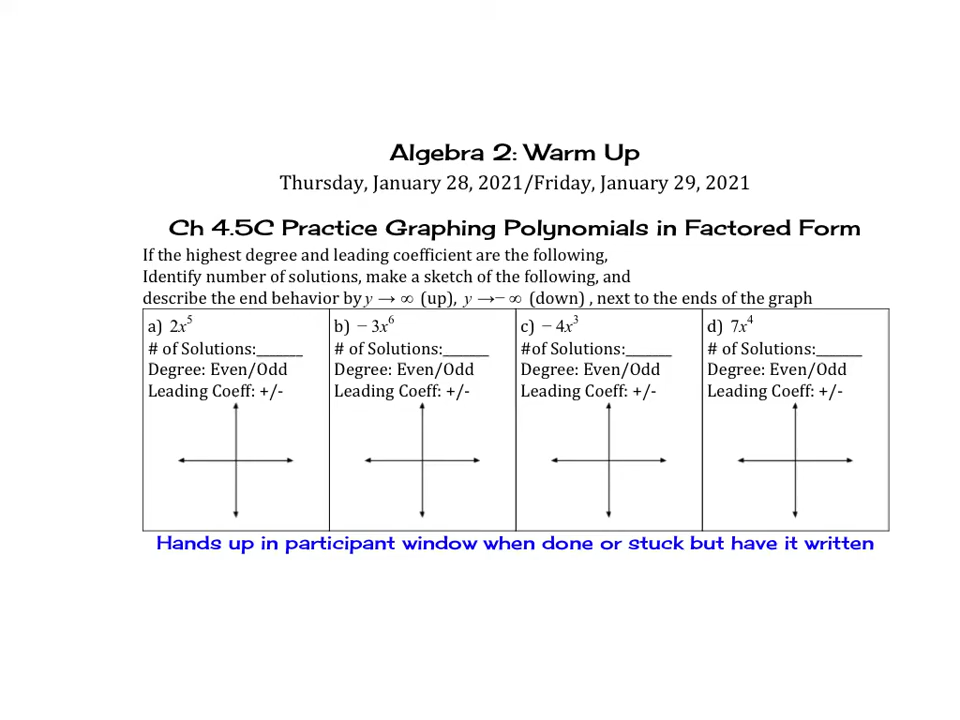 Algebra 2: Warm Up
Thursday, January 28, 2021/Friday, January 29, 2021
Ch 4.5C Practice Graphing Polynomials in Factored Form
If the highest degree and leading coefficient are the following,
Identify number of solutions, make a sketch of the following, and
describe the end behavior by y → ∞ (up), y →− ∞ (down) , next to the ends of the graph
a) 2x⁵
# of Solutions:______
Degree: Even/Odd
Leading Coeff: +/-
b) − 3x⁶
# of Solutions:______
Degree: Even/Odd
Leading Coeff: +/-
c) − 4x³
#of Solutions:______
Degree: Even/Odd
Leading Coeff: +/-
d) 7x⁴
# of Solutions:______
Degree: Even/Odd
Leading Coeff: +/-
Hands up in participant window when done or stuck but have it written